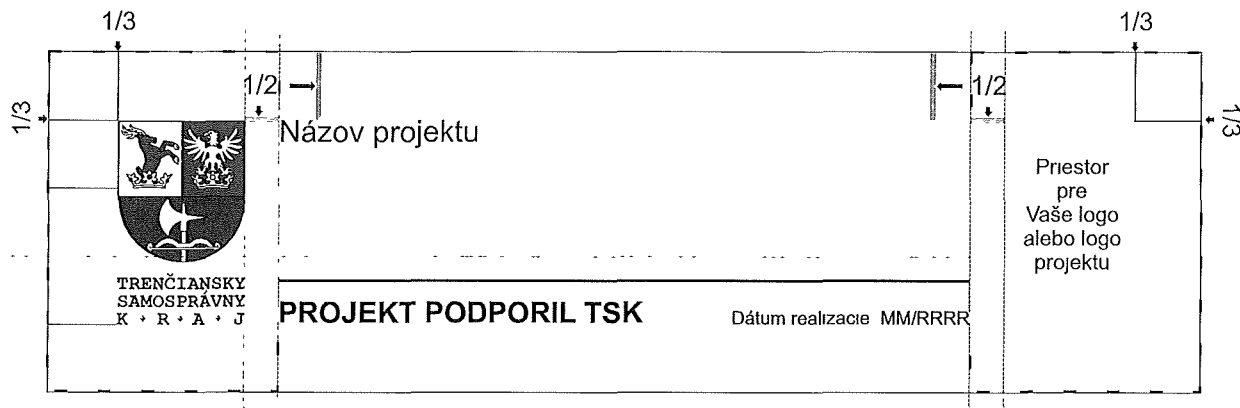 1/3
1/3
1/2
1/2
1/3
1/3
Názov projektu
Priestor
pre
Vaše logo
alebo logo
projektu
TRENČIANSKY
SAMOSPRÁVNY
K • R • A • J
PROJEKT PODPORIL TSK
Dátum realizacie MM/RRRR